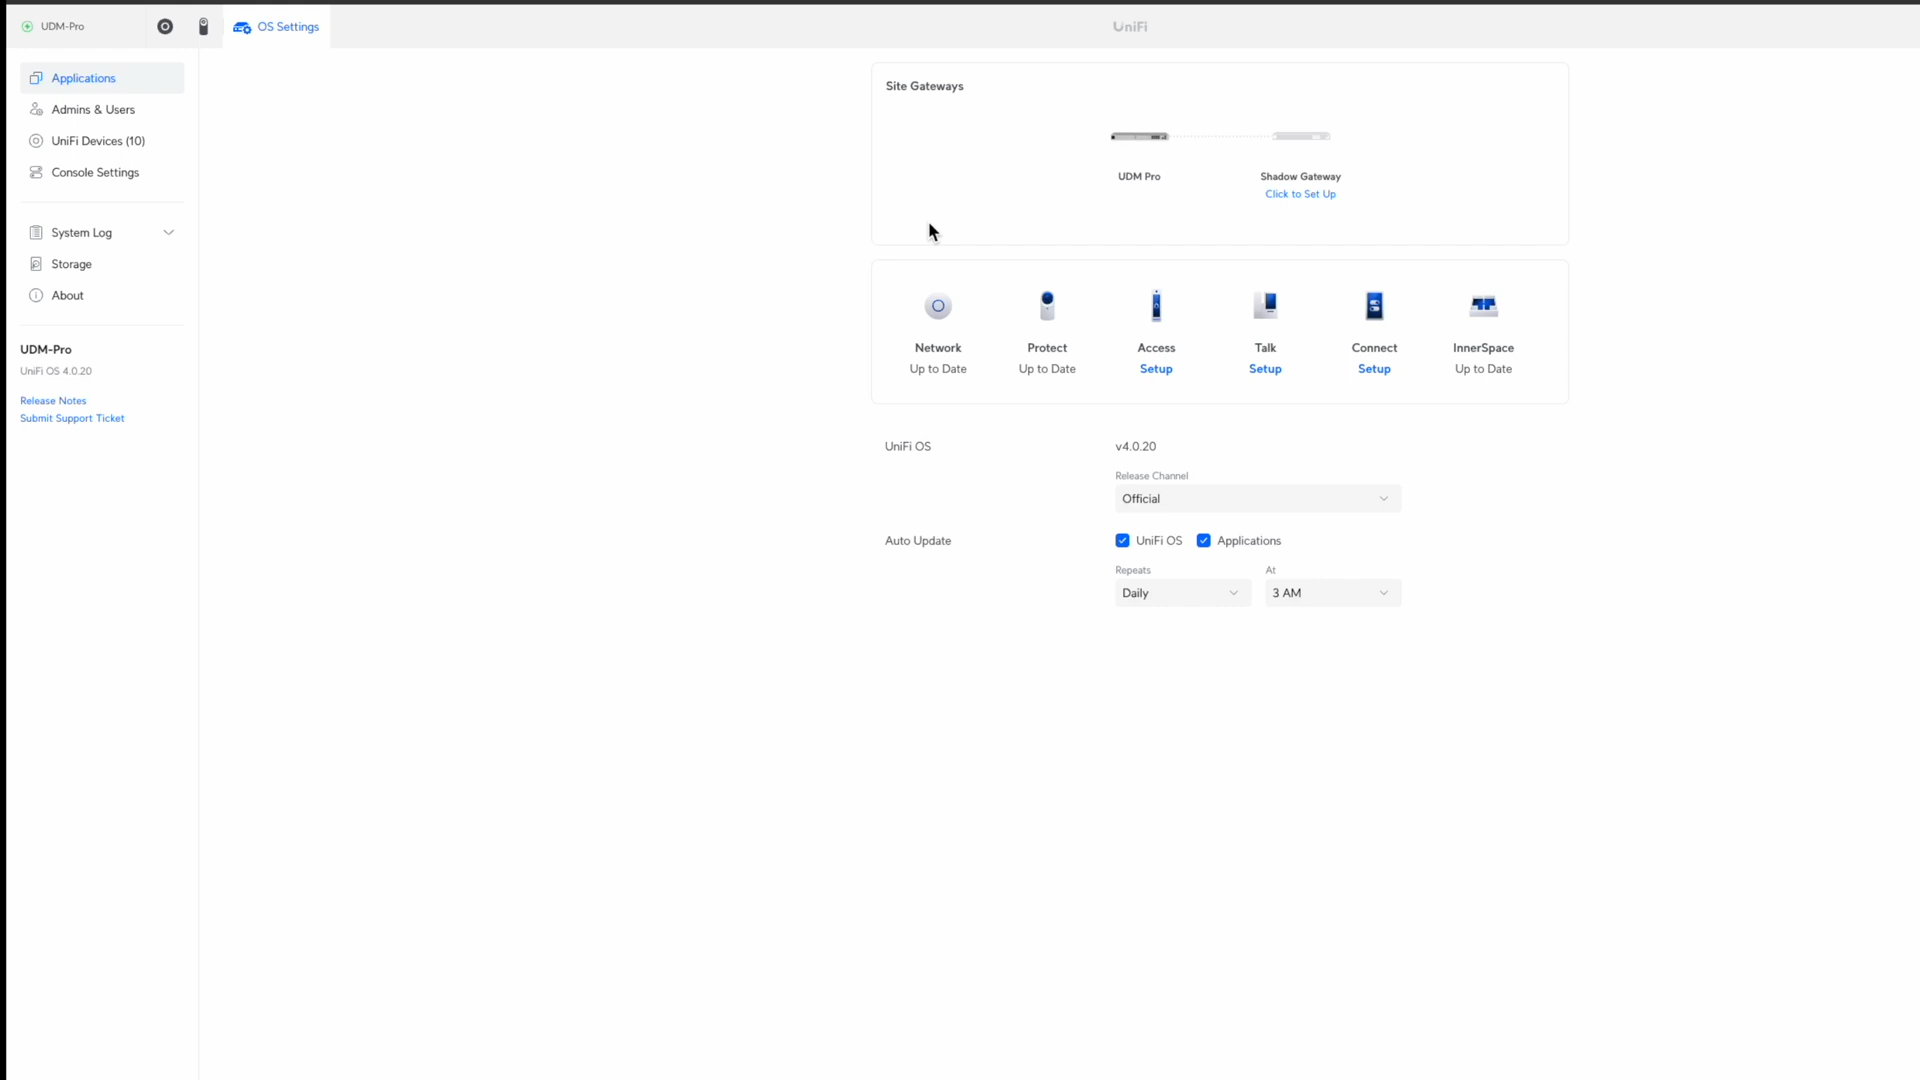 UDM-Pro
OS Settings
UniFi
Applications
Admins & Users
UniFi Devices (10)
Console Settings
System Log
Storage
About
UDM-Pro
UniFi OS 4.0.20
Release Notes
Submit Support Ticket
Site Gateways
UDM Pro
Shadow Gateway
Click to Set Up
Network
Protect
Access
Talk
Connect
InnerSpace
Up to Date
Up to Date
Setup
Setup
Setup
Up to Date
UniFi OS
v4.0.20
Release Channel
Official
Auto Update
UniFi OS
Applications
Repeats
At
Daily
3 AM